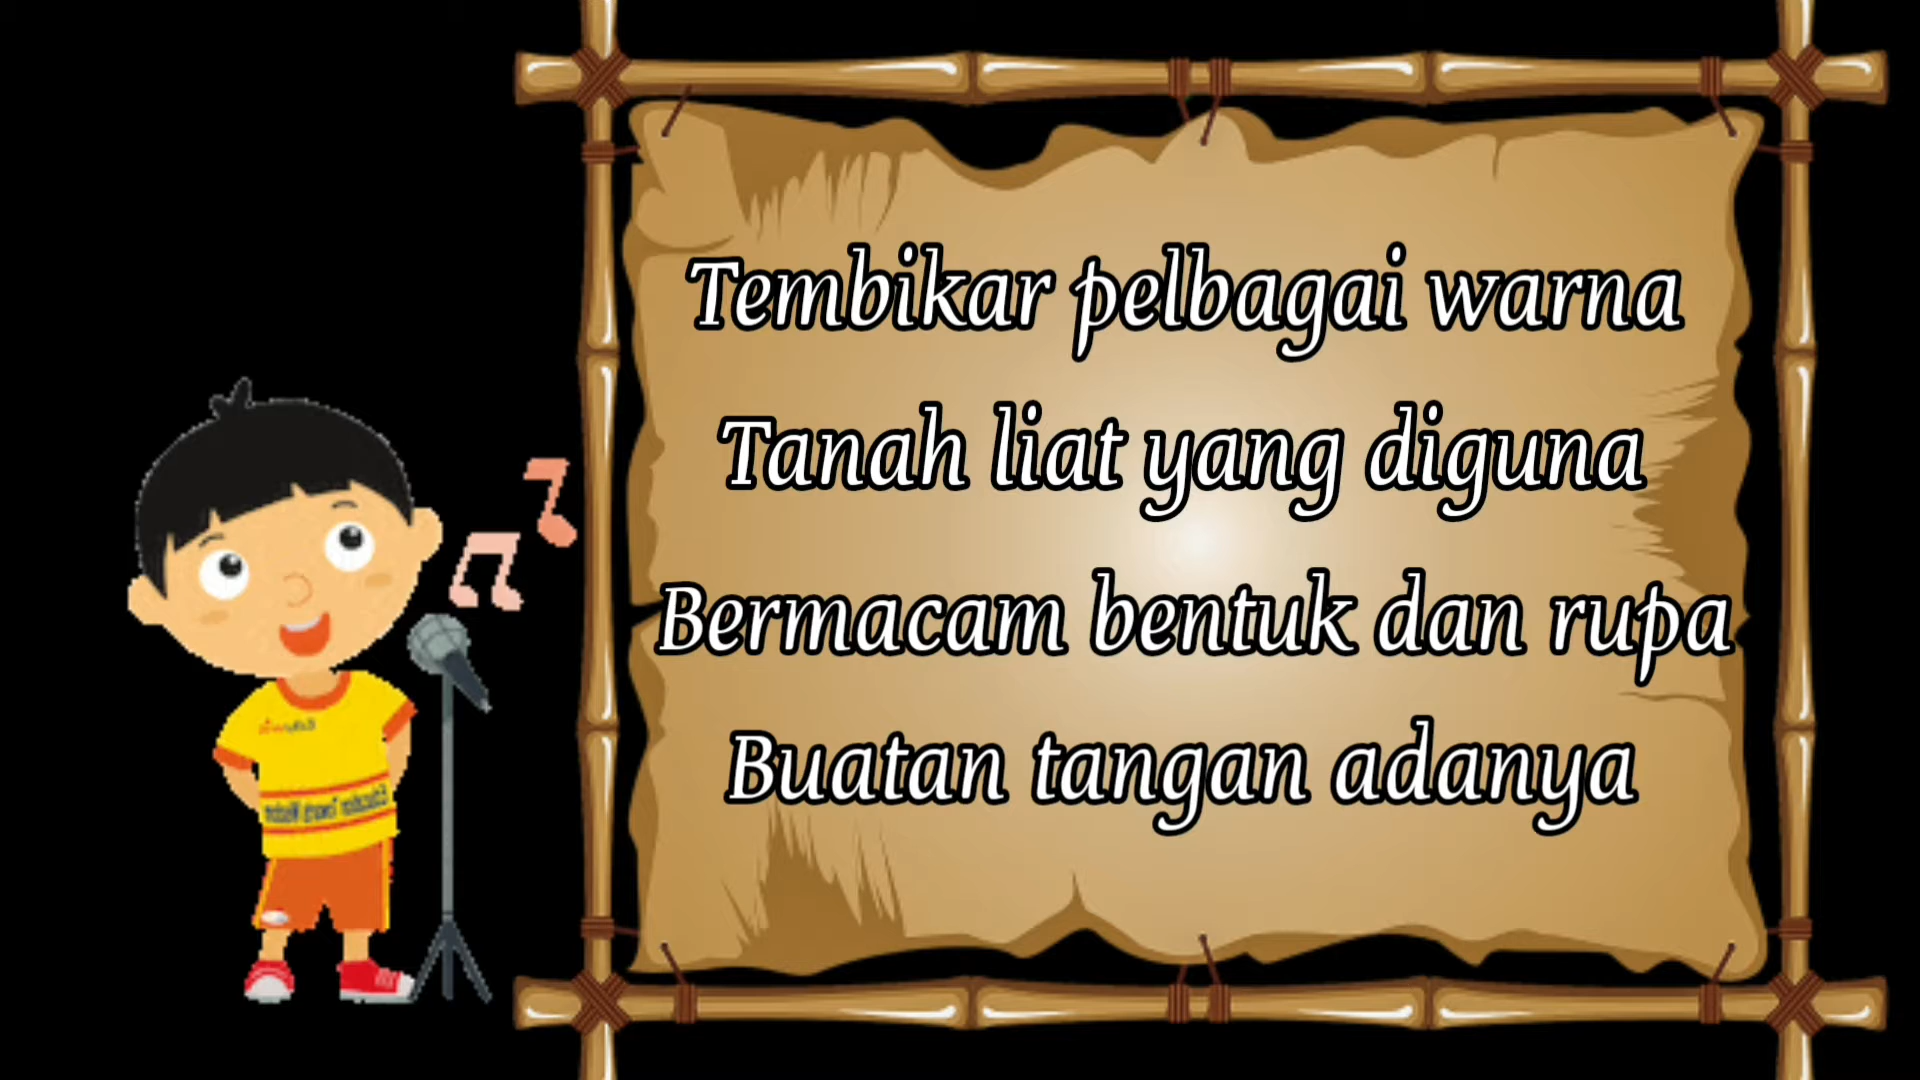 Tembikar pelbagai warna
Tanah liat yang diguna
Bermacam bentuk dan rupa
Buatan tangan adanya